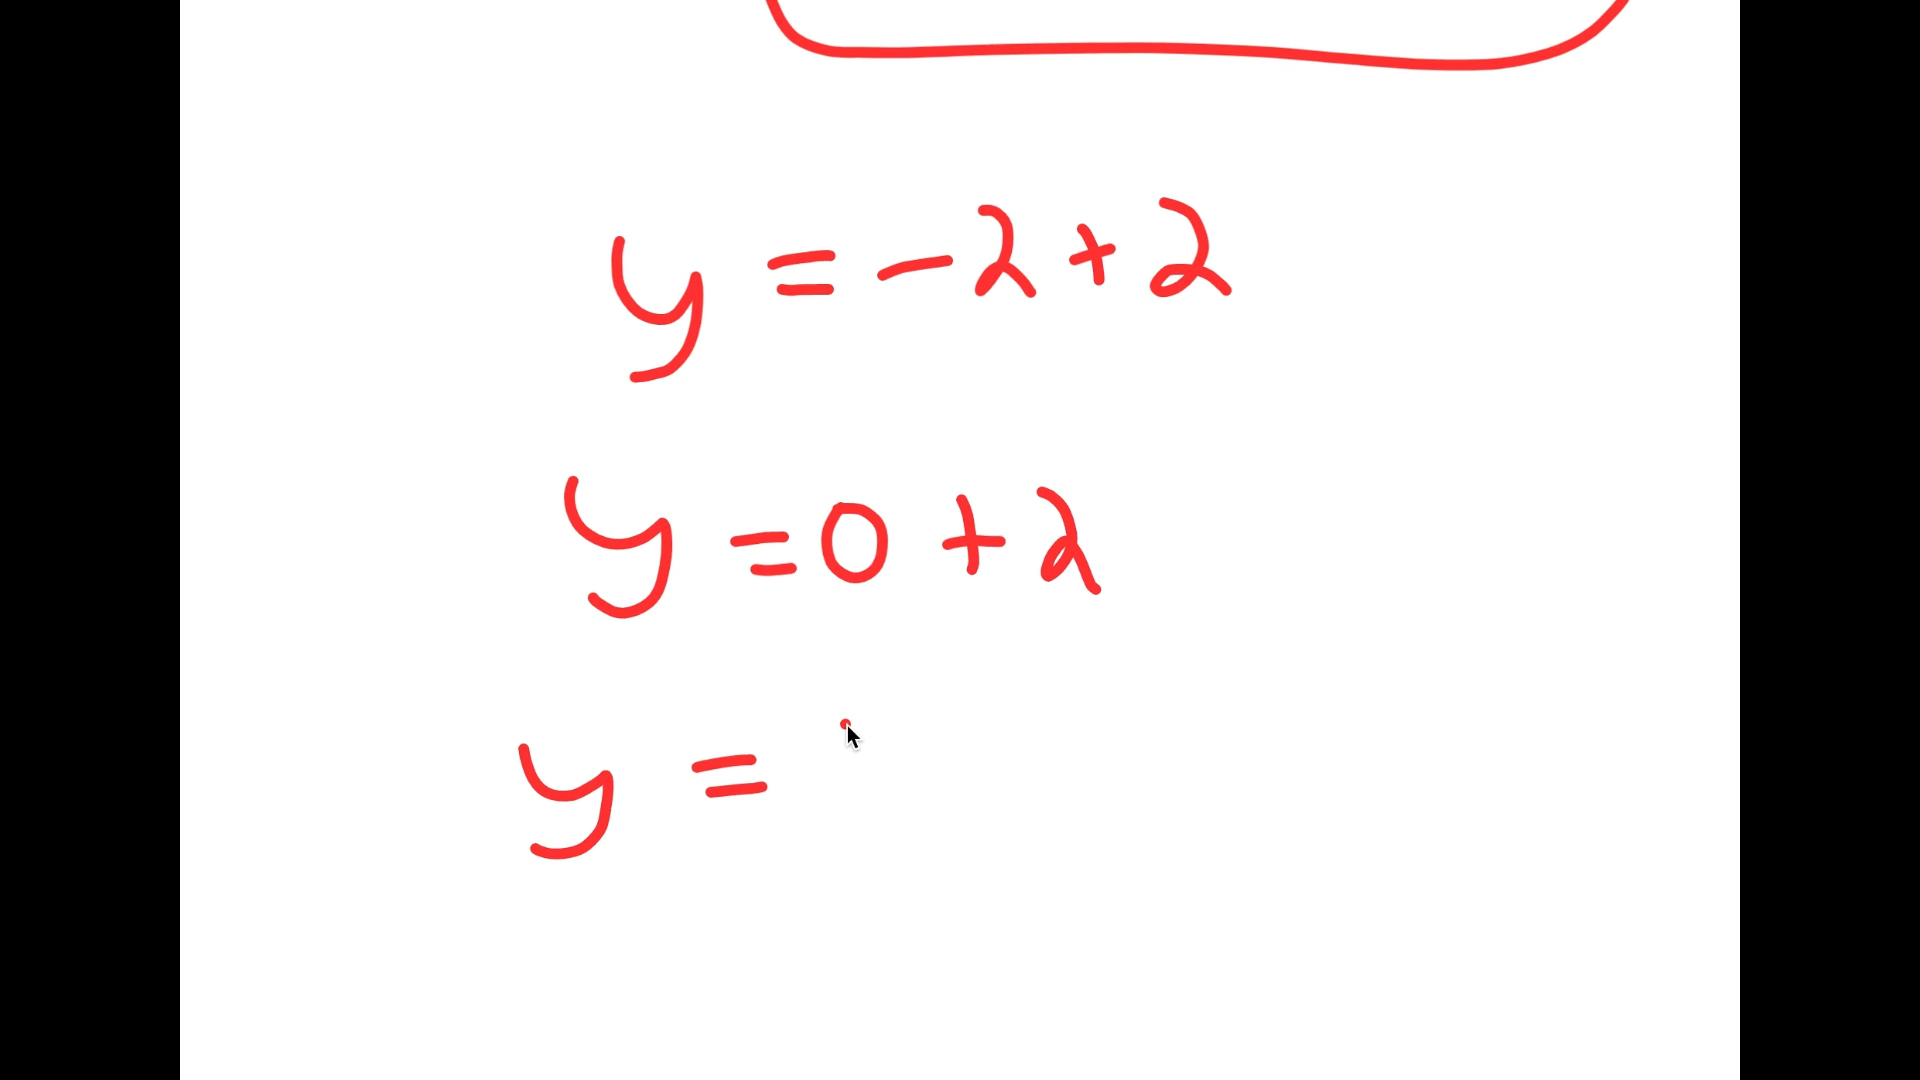 y = -2 + 2
y = 0 + 2
y =